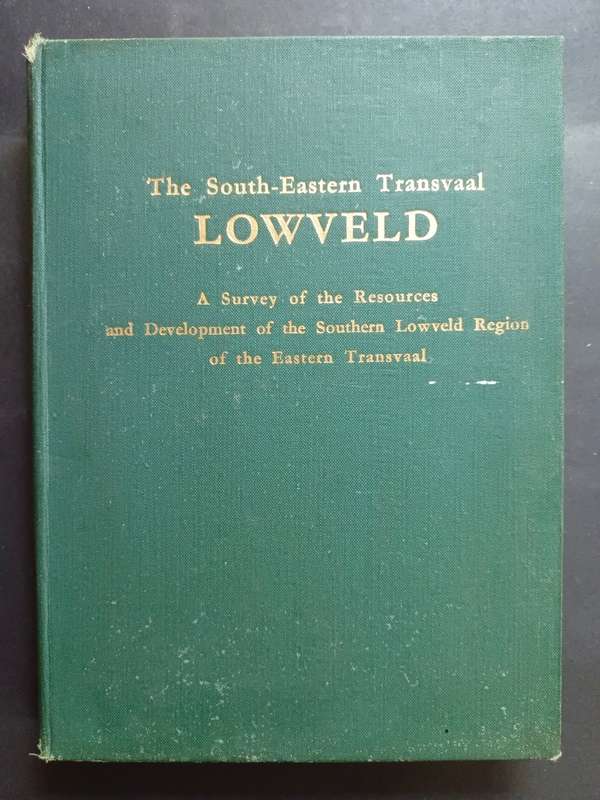 The South-Eastern Transvaal
LOWVELD
A Survey of the Resources
and Development of the Southern Lowveld Region
of the Eastern Transvaal